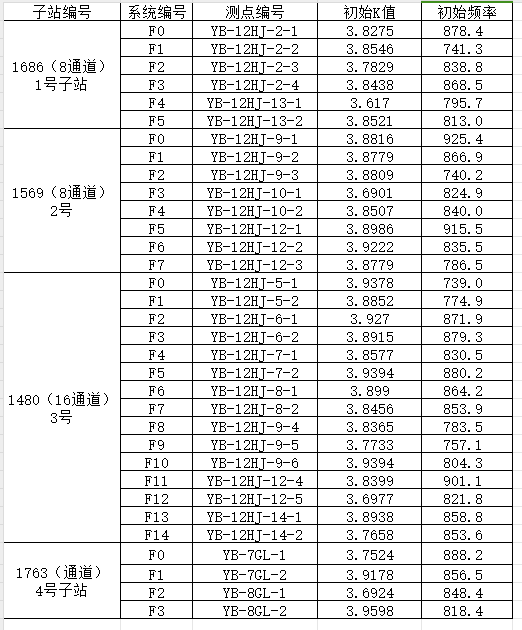 子站编号 系统编号 测点编号 初始K值 初始频率
1686（8通道）
1号子站
F0 YB-12HJ-2-1 3.8275 878.4
F1 YB-12HJ-2-2 3.8546 741.3
F2 YB-12HJ-2-3 3.7829 838.8
F3 YB-12HJ-2-4 3.8438 868.5
F4 YB-12HJ-13-1 3.617 795.7
F5 YB-12HJ-13-2 3.8521 813.0
1569（8通道）
2号
F0 YB-12HJ-9-1 3.8816 925.4
F1 YB-12HJ-9-2 3.8779 866.9
F2 YB-12HJ-9-3 3.8809 740.2
F3 YB-12HJ-10-1 3.6901 824.9
F4 YB-12HJ-10-2 3.8507 840.0
F5 YB-12HJ-12-1 3.8986 915.5
F6 YB-12HJ-12-2 3.9222 835.5
F7 YB-12HJ-12-3 3.8779 786.5
1480（16通道）
3号
F0 YB-12HJ-5-1 3.9378 739.0
F1 YB-12HJ-5-2 3.8852 774.9
F2 YB-12HJ-6-1 3.927 871.9
F3 YB-12HJ-6-2 3.8915 879.3
F4 YB-12HJ-7-1 3.8577 830.5
F5 YB-12HJ-7-2 3.9394 880.2
F6 YB-12HJ-8-1 3.899 864.2
F7 YB-12HJ-8-2 3.8456 853.9
F8 YB-12HJ-9-4 3.8365 783.5
F9 YB-12HJ-9-5 3.7733 757.1
F10 YB-12HJ-9-6 3.9394 804.3
F11 YB-12HJ-12-4 3.8399 901.1
F12 YB-12HJ-12-5 3.6977 821.8
F13 YB-12HJ-14-1 3.8938 858.8
F14 YB-12HJ-14-2 3.7658 853.6
1763（通道）
4号子站
F0 YB-7GL-1 3.7524 888.2
F1 YB-7GL-2 3.9178 856.5
F2 YB-8GL-1 3.6924 848.4
F3 YB-8GL-2 3.9598 818.4